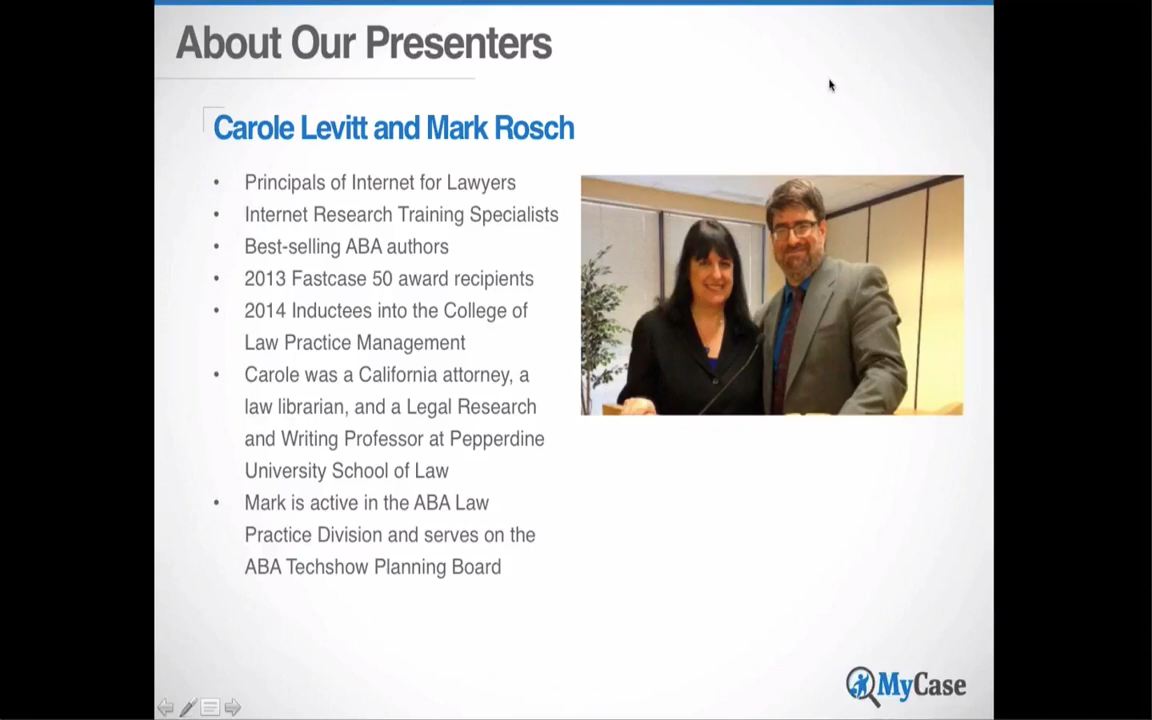 About Our Presenters
Carole Levitt and Mark Rosch
• Principals of Internet for Lawyers
• Internet Research Training Specialists
• Best-selling ABA authors
• 2013 Fastcase 50 award recipients
• 2014 Inductees into the College of
Law Practice Management
• Carole was a California attorney, a
law librarian, and a Legal Research
and Writing Professor at Pepperdine
University School of Law
• Mark is active in the ABA Law
Practice Division and serves on the
ABA Techshow Planning Board
MyCase